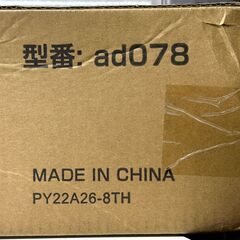 型番: ad078
MADE IN CHINA
PY22A26-8TH